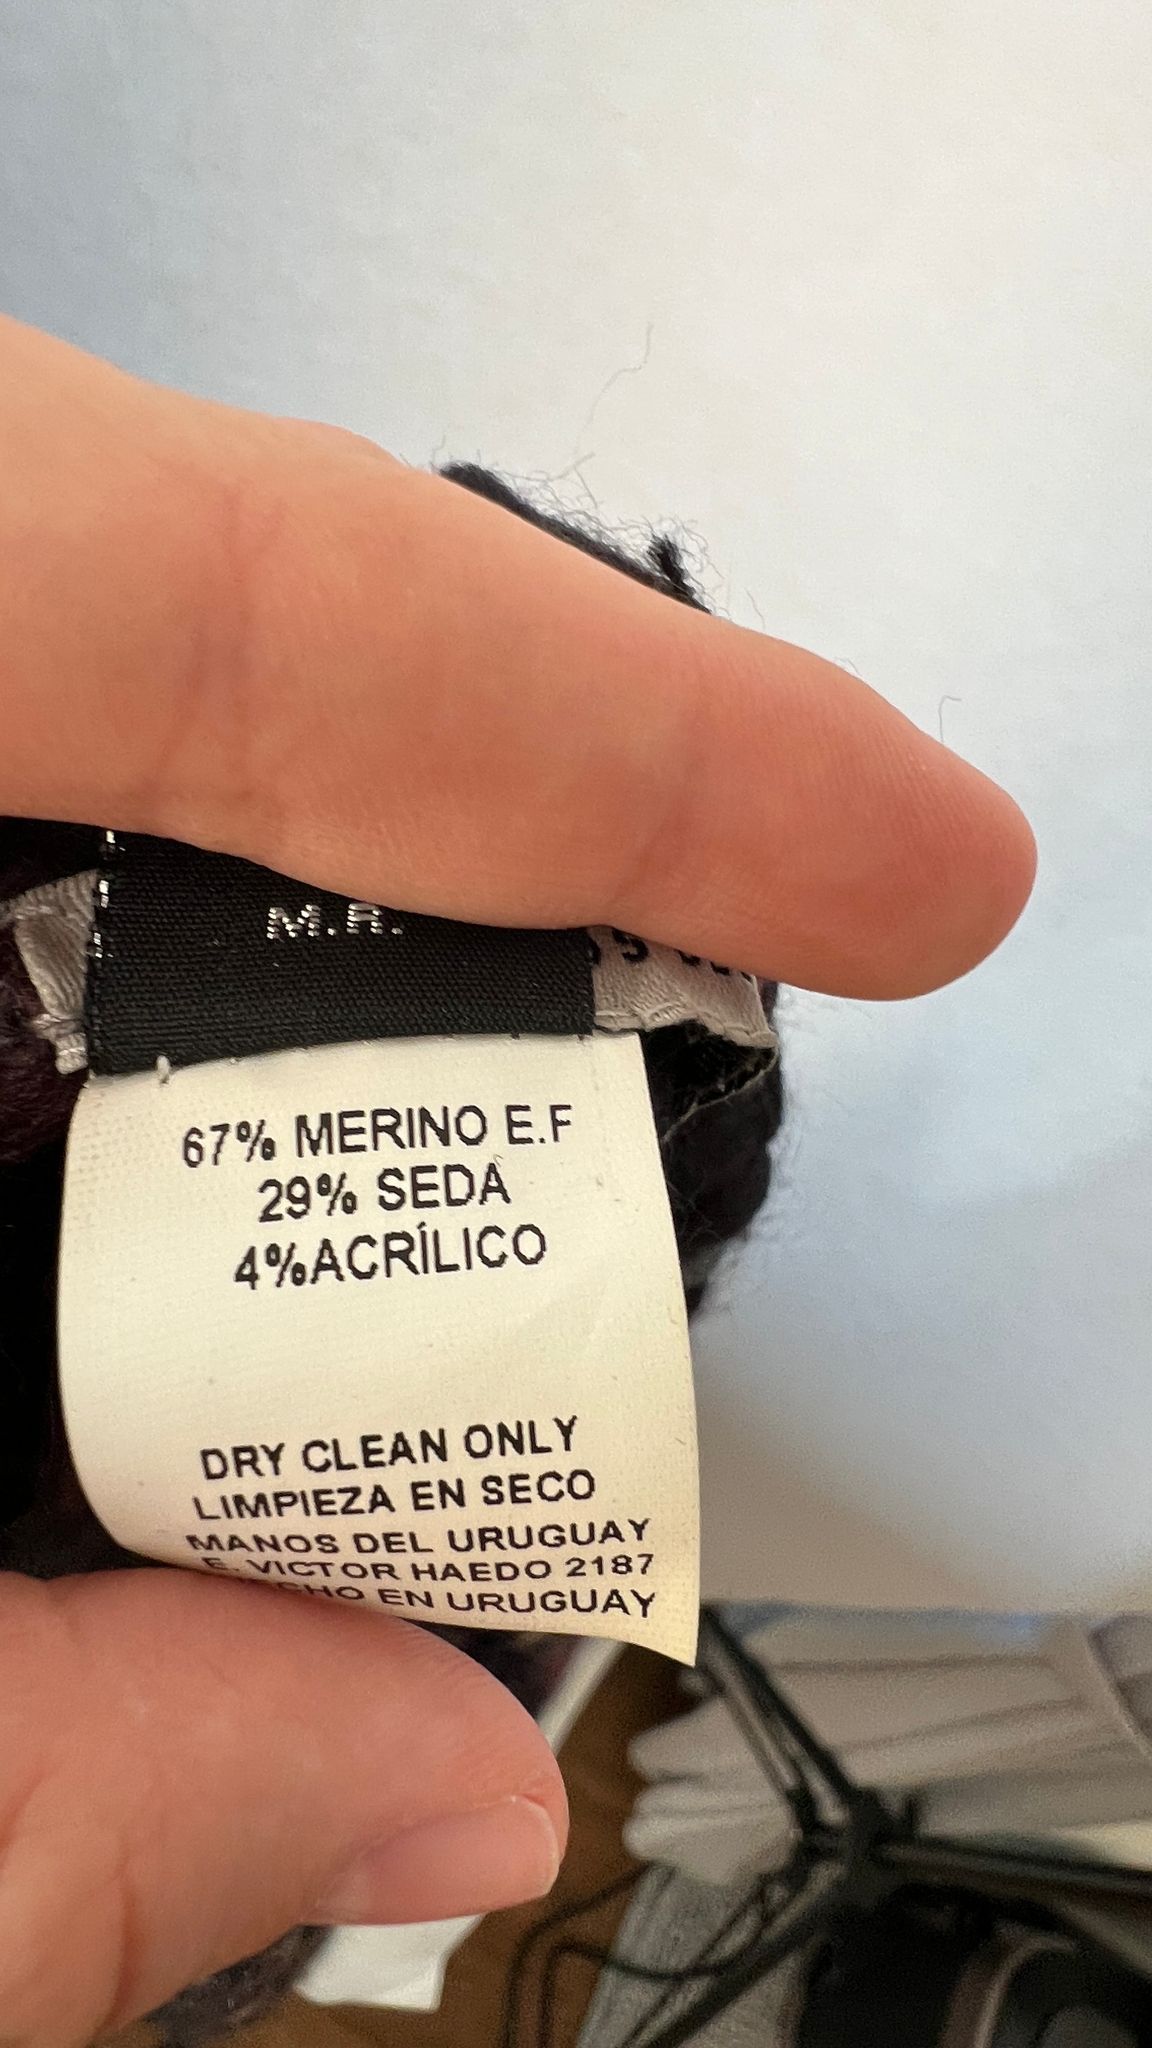 M.R.
67% MERINO E.F
29% SEDA
4%ACRÍLICO
DRY CLEAN ONLY
LIMPIEZA EN SECO
MANOS DEL URUGUAY
E. VICTOR HAEDO 2187
EN URUGUAY